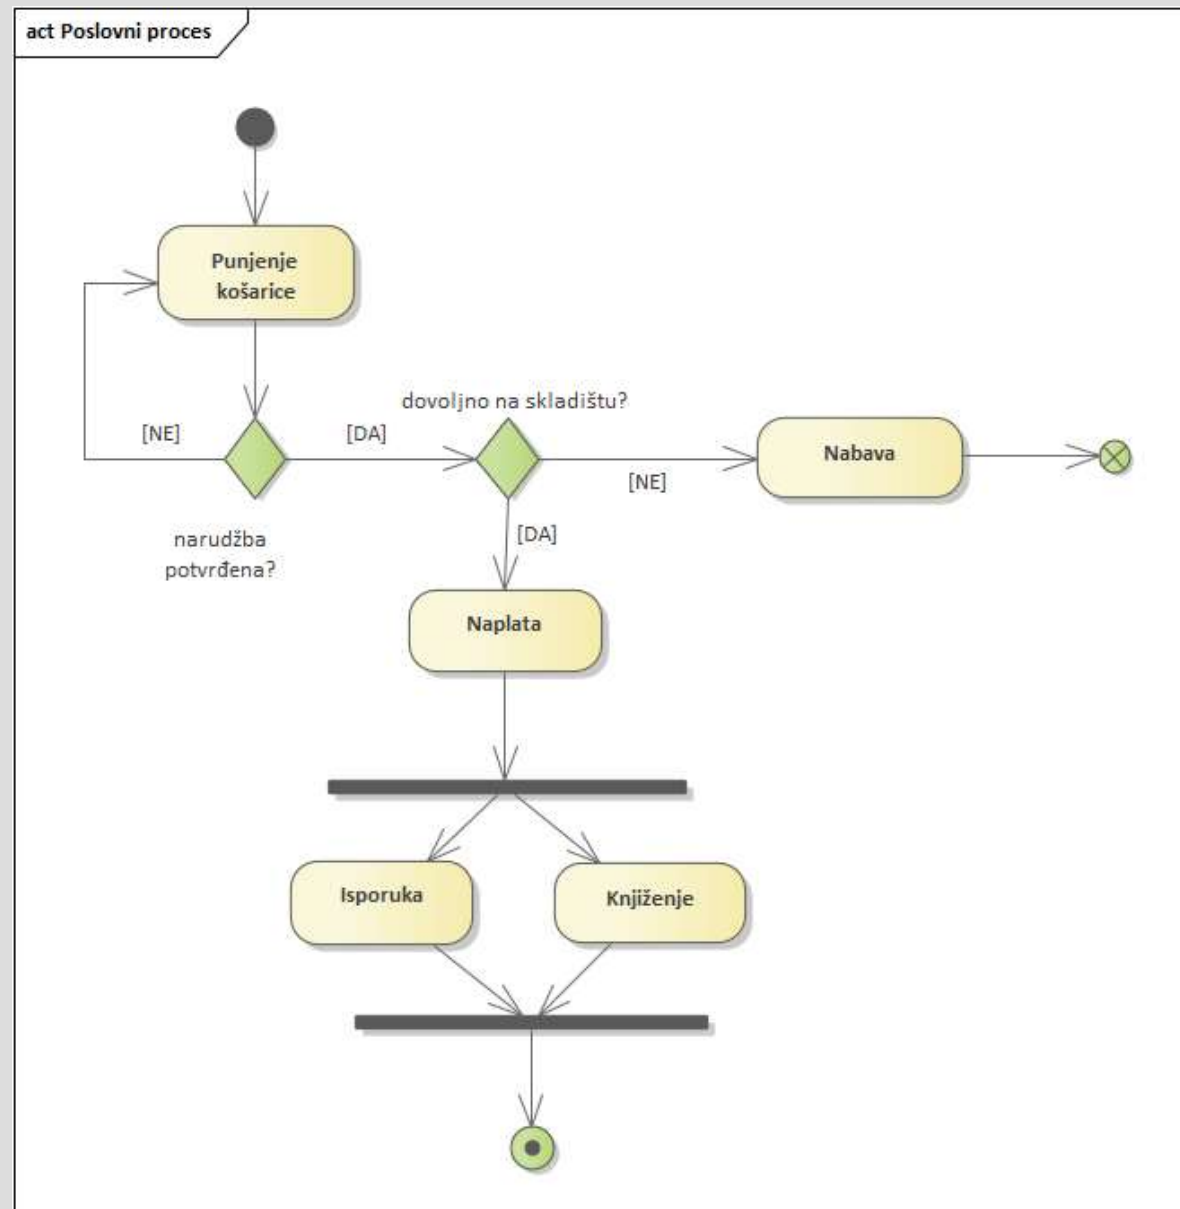 act Poslovni proces
Punjenje
košarice
dovoljno na skladištu?
[NE]
[DA]
Nabava
[NE]
narudžba
potvrđena?
[DA]
Naplata
Isporuka
Knjiženje